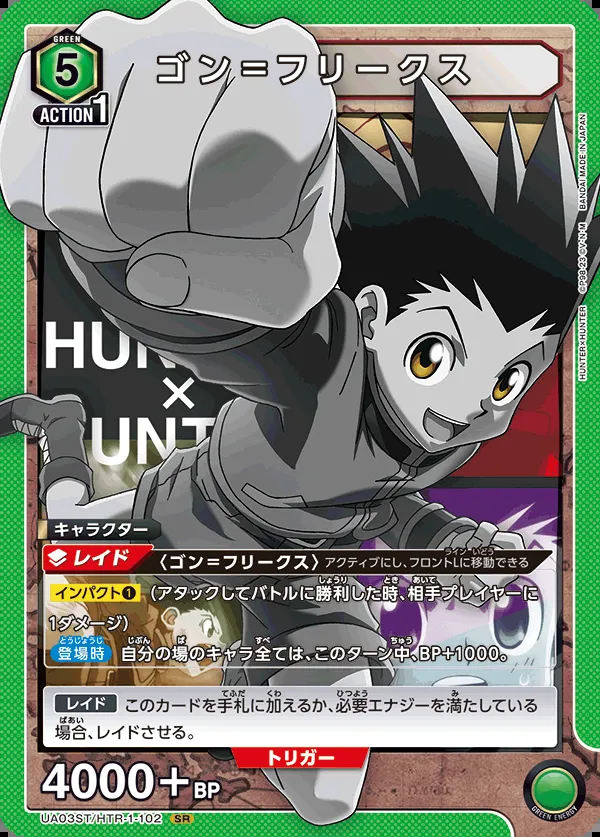 GREEN
5
ACTION 1
ゴン=フリークス
HUN
×
UNT
HUNTER×HUNTER ©P98-23 ©V・N・M BANDAI MADE IN JAPAN
キャラクター
レイド 〈ゴン=フリークス〉アクティブにし、フロントLに移動できる
インパクト❶ (アタックしてバトルに勝利した時、相手プレイヤーに
1ダメージ)
登場時 自分の場のキャラ全ては、このターン中、BP+1000。
レイド このカードを手札に加えるか、必要エナジーを満たしている
場合、レイドさせる。
トリガー
4000+BP
GREEN ENERGY
UA03ST/HTR-1-102 SR